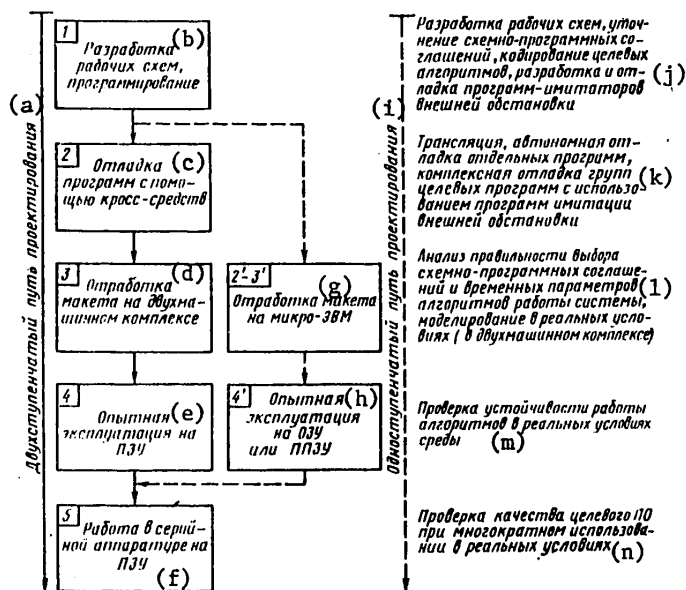 (a)
Двухступенчатый путь проектирования
1
Разработка (b)
рабочих схем,
программирование
2
Отладка (c)
программ с помо-
щью кросс-средств
3
(d)
Отработка
макета на двухма-
шинном комплексе
2'-3'
(g)
Отработка макета
на микро-ЭВМ
4
Опытная (e)
эксплуатация на
ПЗУ
4'
Опытная (h)
эксплуатация
на ОЗУ
или ППЗУ
5
Работа в серий-
ной аппаратуре на
ПЗУ
(f)
(i)
Одноступенчатый путь проектирования
Разработка рабочих схем, уточ-
нение схемно-программных со-
глашений, кодирование целевых
алгоритмов, разработка и от- (j)
ладка программ-имитаторов
внешней обстановки
Трансляция, автономная от-
ладка отдельных программ,
комплексная отладка групп (k)
целевых программ с использо-
ванием программ имитации
внешней обстановки
Анализ правильности выбора
схемно-программных соглаше-
ний и временных параметров (l)
алгоритмов работы системы,
моделирование в реальных усло-
виях (в двухмашинном комплексе)
Проверка устойчивости работы
алгоритмов в реальных условиях
среды (m)
Проверка качества целевого ПО
при многократном использова-
нии в реальных условиях (n)